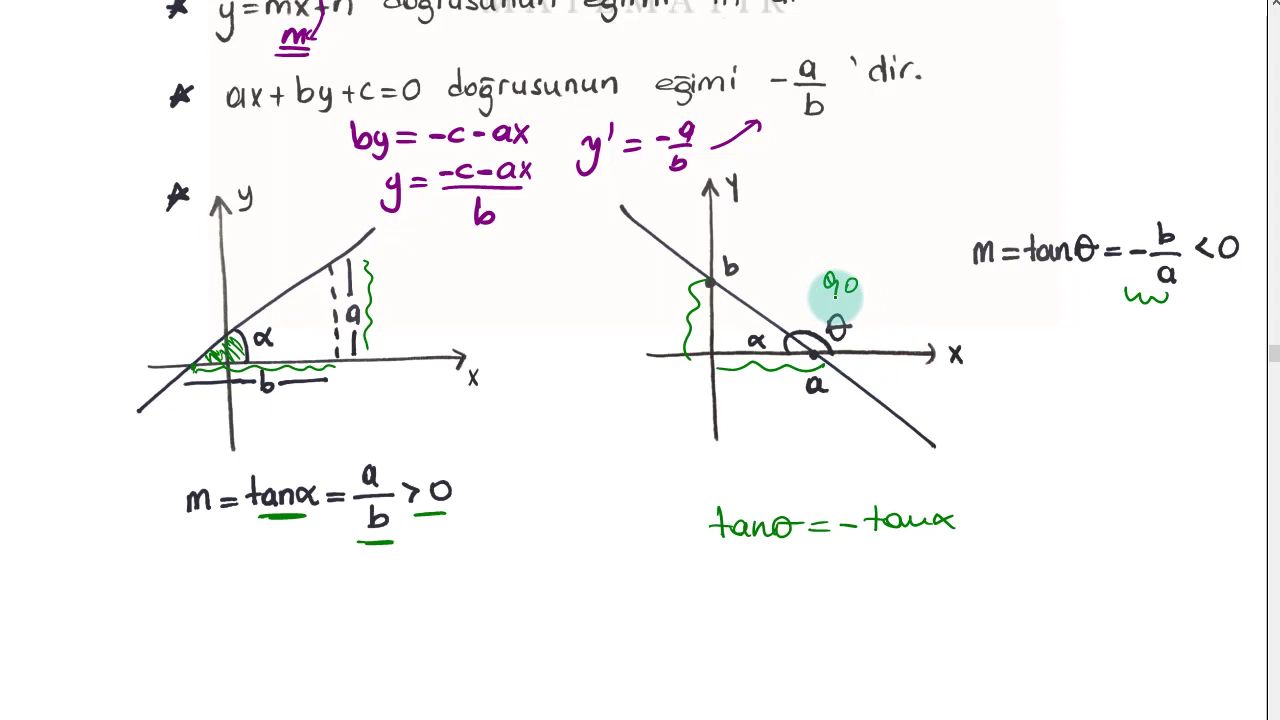 y=mx+n doğrusunun eğimi m
m
ax+by+c=0 doğrusunun eğimi -a/b 'dir.
by = -c-ax
y = (-c-ax)/b
y' = -a/b
y
α
a
b
x
m = tanα = a/b > 0
y
b
90
α
θ
a
x
m = tanθ = -b/a < 0
tanθ = -tanα